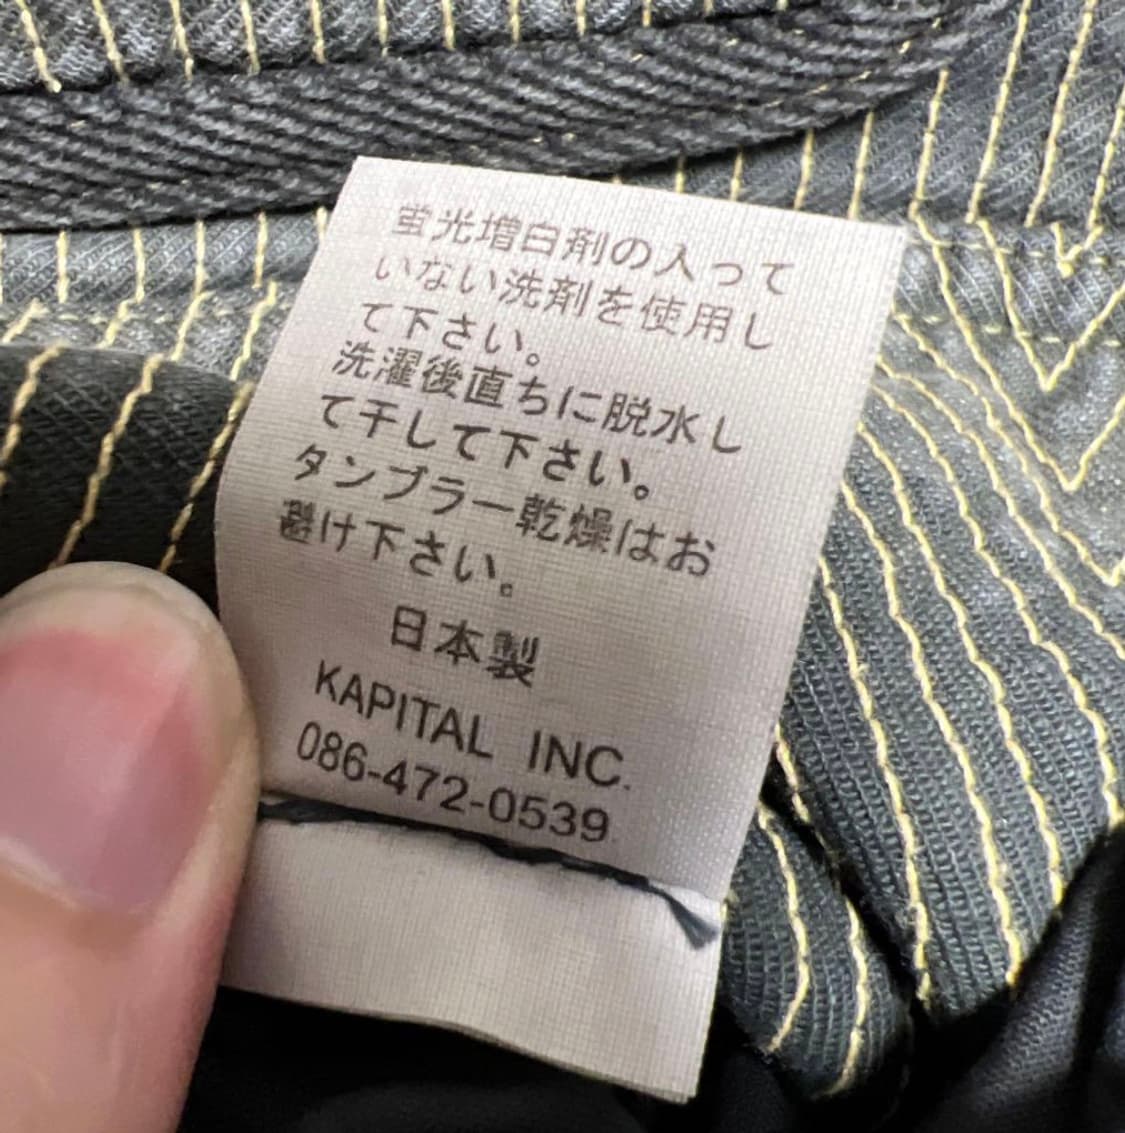 蛍光増白剤の入って
いない洗剤を使用し
て下さい。
洗濯後直ちに脱水し
て干して下さい。
タンブラー乾燥はお
避け下さい。
日本製
KAPITAL INC.
086-472-0539